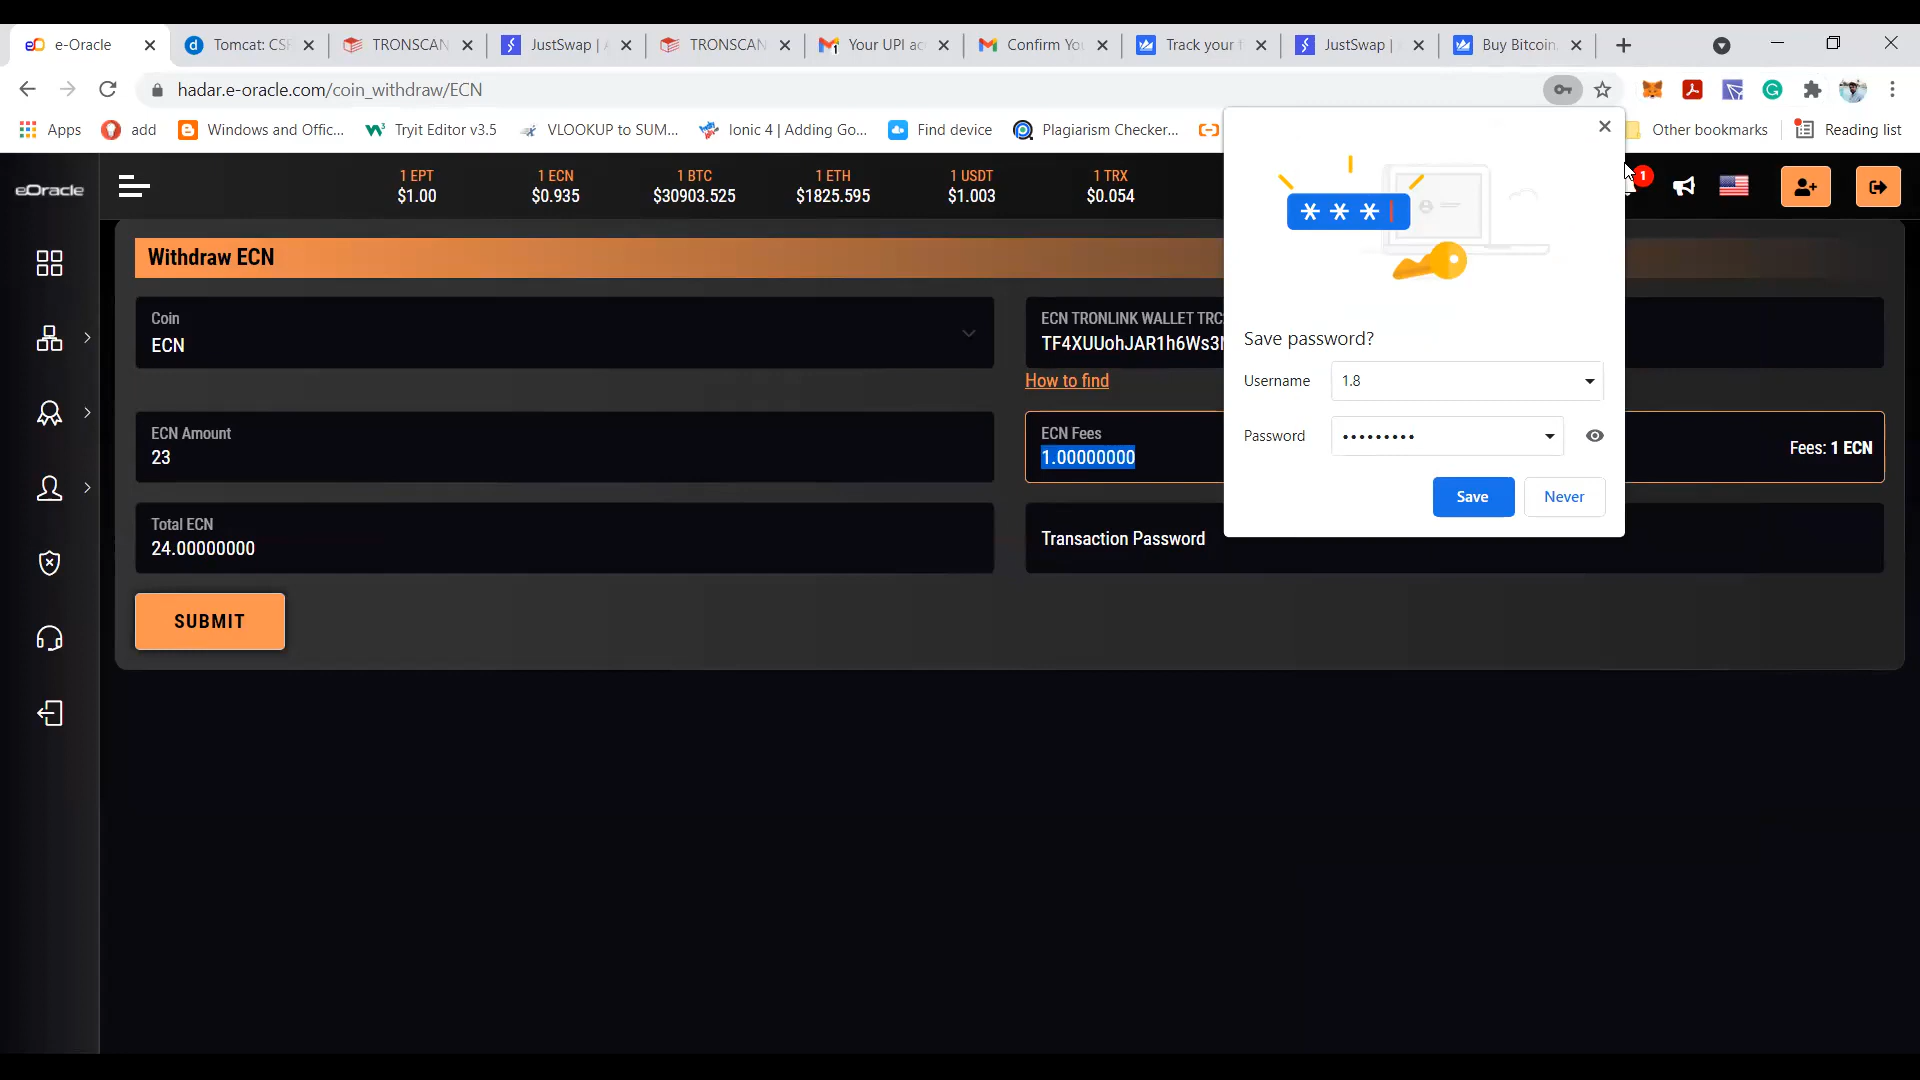 e-Oracle
Tomcat: CSF
TRONSCAN
JustSwap |
TRONSCAN
Your UPI ac
Confirm Yo
Track your
JustSwap |
Buy Bitcoin
hadar.e-oracle.com/coin_withdraw/ECN
Apps
add
Windows and Offic...
Tryit Editor v3.5
VLOOKUP to SUM...
Ionic 4 | Adding Go...
Find device
Plagiarism Checker...
Other bookmarks
Reading list
eOracle
1 EPT
$1.00
1 ECN
$0.935
1 BTC
$30903.525
1 ETH
$1825.595
1 USDT
$1.003
1 TRX
$0.054
1
Withdraw ECN
Coin
ECN
ECN TRONLINK WALLET TRC
TF4XUUohJAR1h6Ws3
How to find
ECN Amount
23
ECN Fees
1.00000000
Fees: 1 ECN
Total ECN
24.00000000
Transaction Password
SUBMIT
* * *
Save password?
Username
1.8
Password
•••••••••
Save
Never